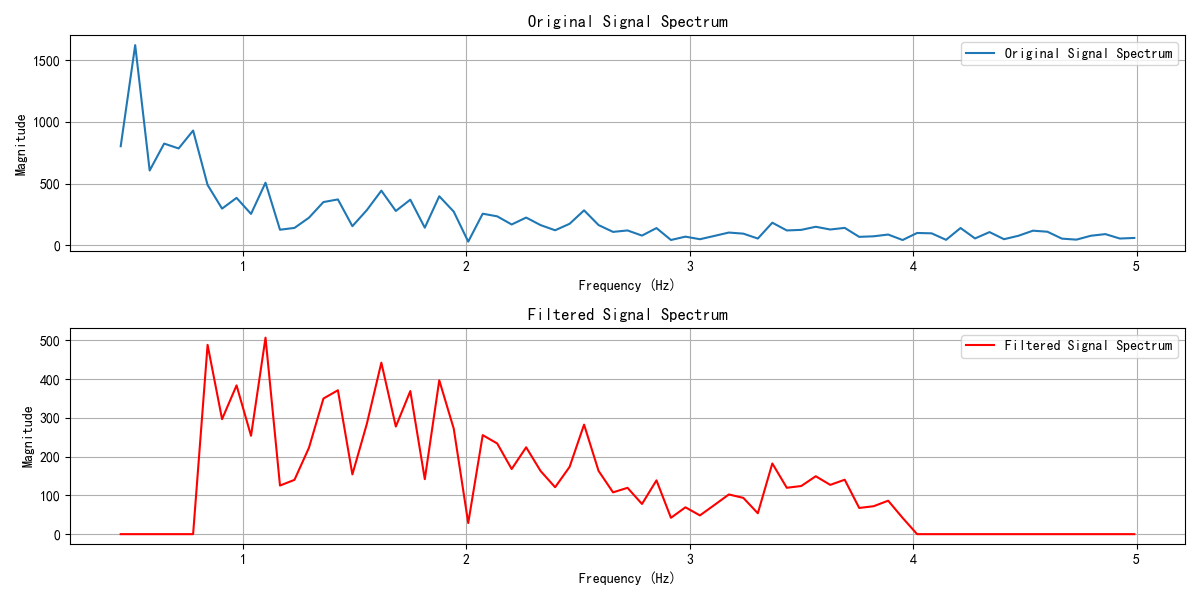 Original Signal Spectrum
Original Signal Spectrum
1500
1000
500
0
Magnitude
1 2 3 4 5
Frequency (Hz)
Filtered Signal Spectrum
Filtered Signal Spectrum
500
400
300
200
100
0
Magnitude
1 2 3 4 5
Frequency (Hz)